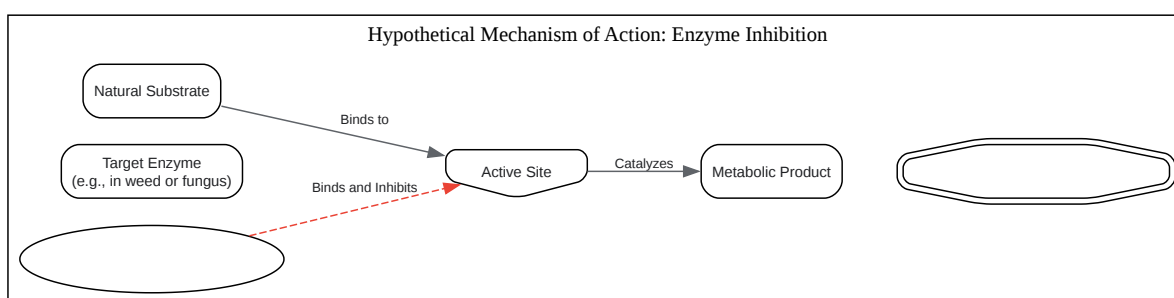 Hypothetical Mechanism of Action: Enzyme Inhibition
Natural Substrate
Binds to
Target Enzyme
(e.g., in weed or fungus)
Active Site
Catalyzes
Metabolic Product
Binds and Inhibits